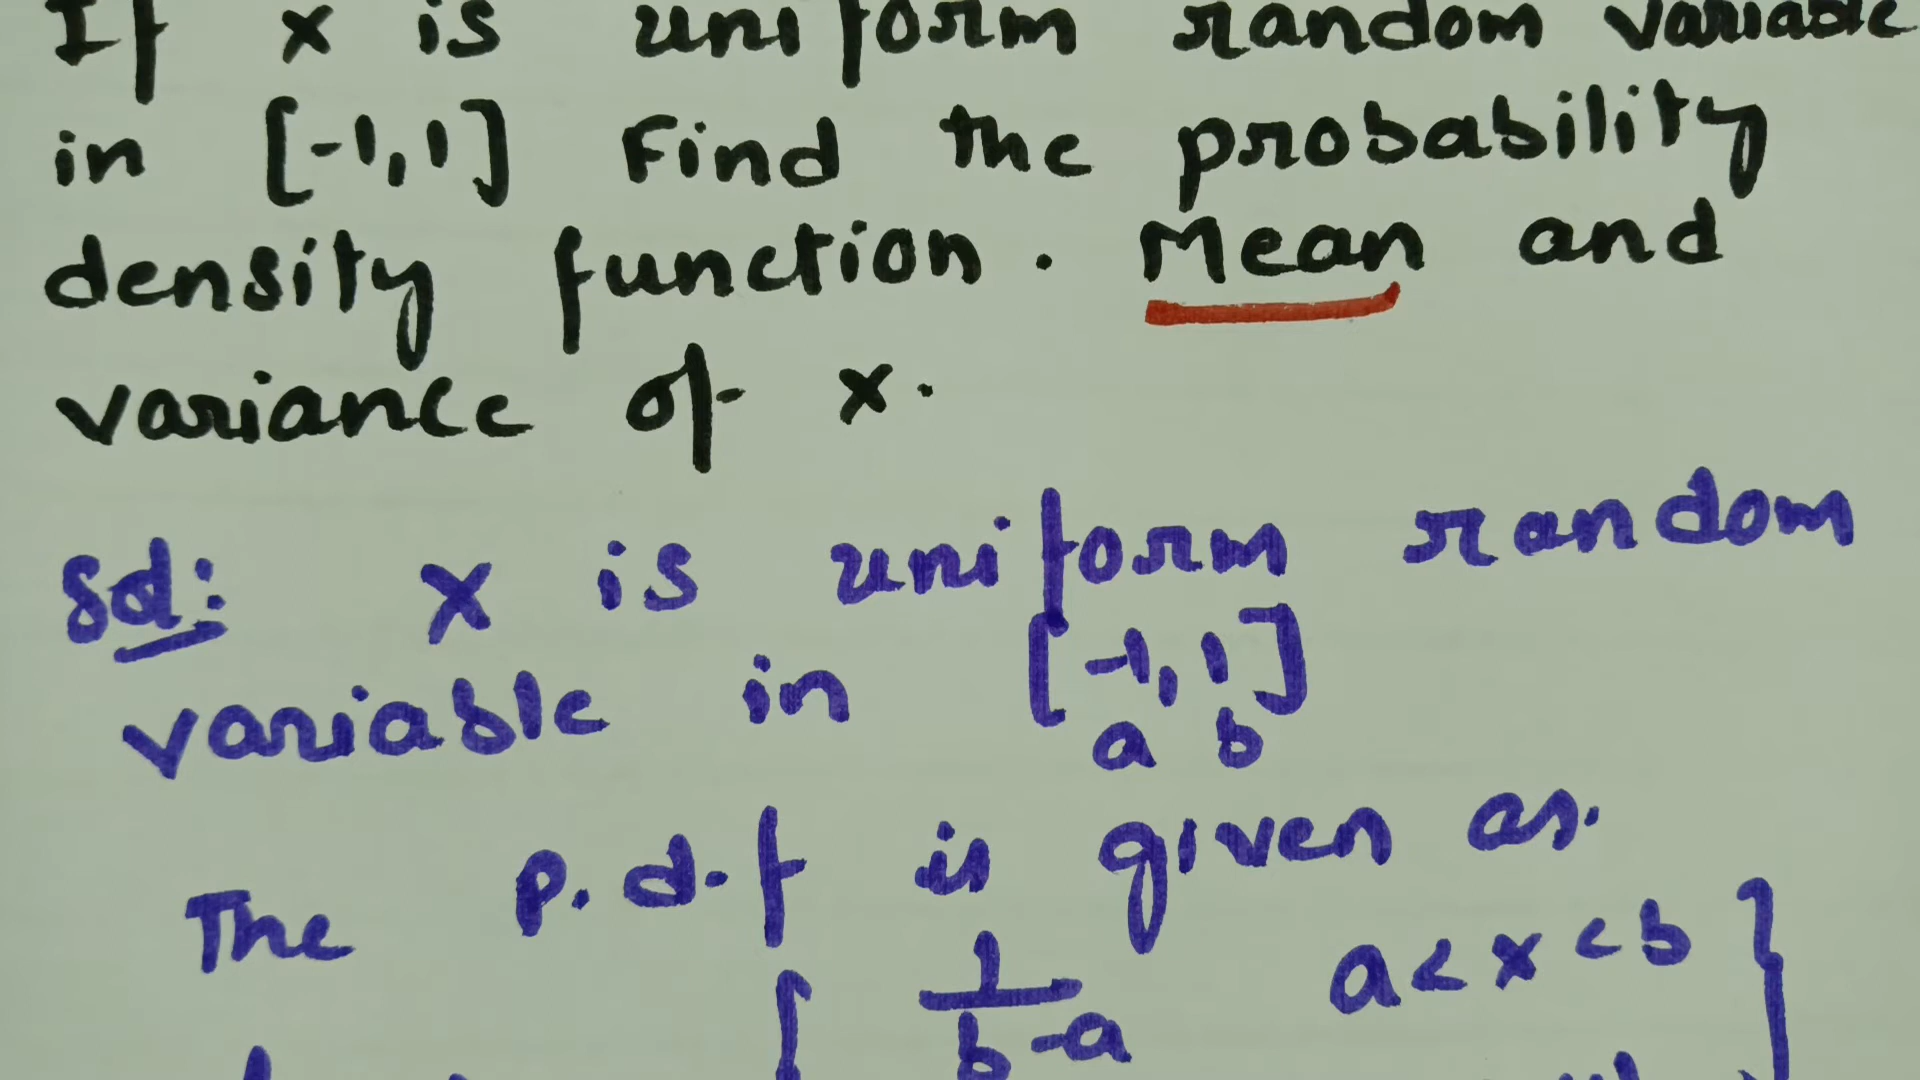 If x is uniform random variable
in [-1,1] Find the probability
density function. Mean and
variance of x.
Sol: X is uniform random
variable in [-1,1]
a b
The p.d.f is given as.
1/b-a a<x<b